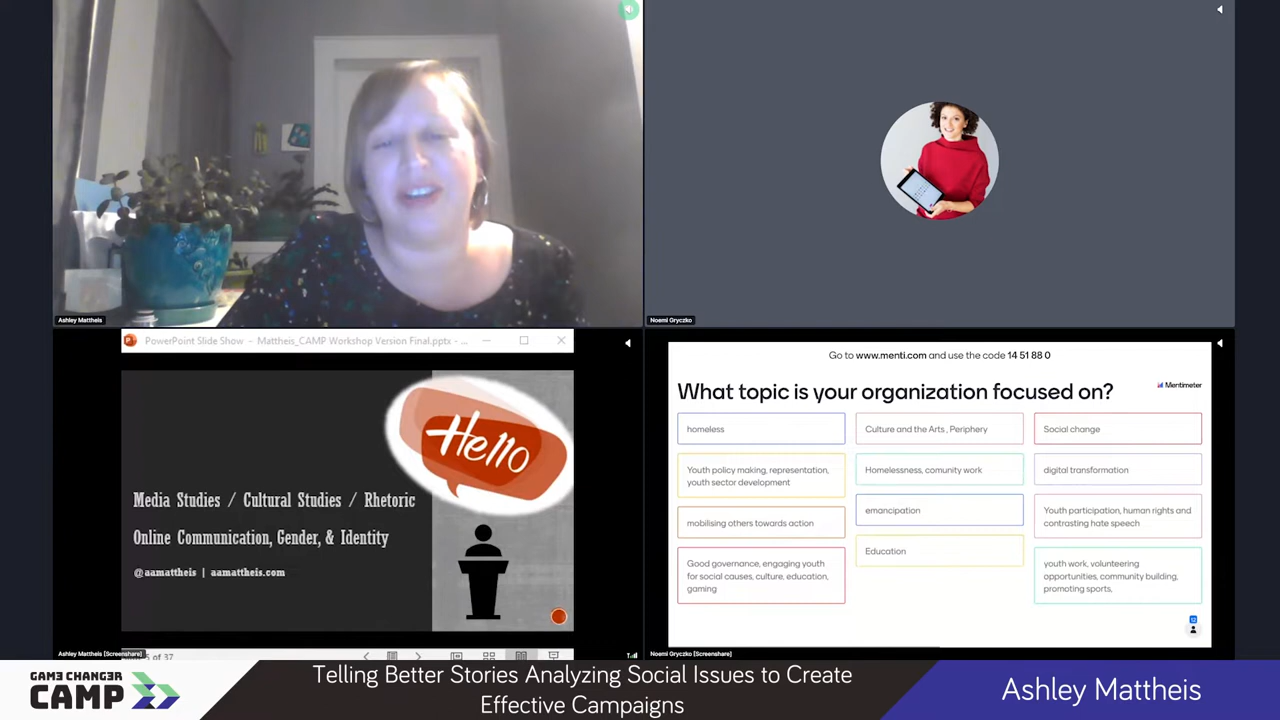 Ashley Mattheis
Noemi Gryczko
PowerPoint Slide Show - Mattheis_CAMP Workshop Version Final.pptx - ...
Hello
Media Studies / Cultural Studies / Rhetoric
Online Communication, Gender, & Identity
@aamattheis | aamattheis.com
Ashley Mattheis [Screenshare]
of 37
Go to www.menti.com and use the code 14 51 88 0
What topic is your organization focused on?
Mentimeter
homeless
Culture and the Arts , Periphery
Social change
Youth policy making, representation,
youth sector development
Homelessness, comunity work
digital transformation
mobilising others towards action
emancipation
Youth participation, human rights and
contrasting hate speech
Good governance, engaging youth
for social causes, culture, education,
gaming
Education
youth work, volunteering
opportunities, community building,
promoting sports,
Noemi Gryczko [Screenshare]
GAM3 CHANG3R
CAMP
Telling Better Stories Analyzing Social Issues to Create
Effective Campaigns
Ashley Mattheis